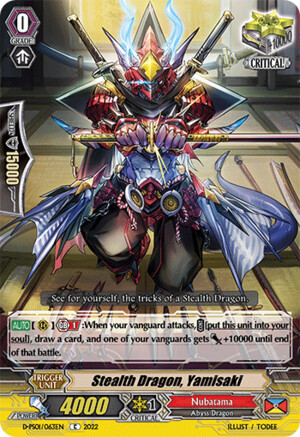 0
GRADE
+10000
CRITICAL
15000
See for yourself, the tricks of a Stealth Dragon.
AUTO 1 :When your vanguard attacks, [put this unit into your
soul], draw a card, and one of your vanguards gets +10000 until end
of that battle.
TRIGGER
UNIT
Stealth Dragon, Yamisaki
POWER
4000
1
CRITICAL
Nubatama
Abyss Dragon
D-PS01/063EN C 2022
ILLUST / TODEE